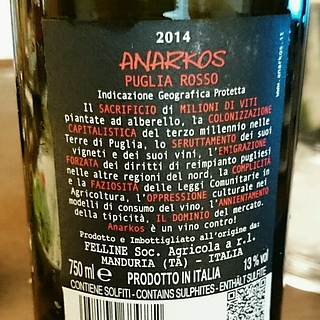 2014
ANARKOS
PUGLIA ROSSO
Indicazione Geografica Protetta
Il SACRIFICIO di MILIONI DI VITI
piantate ad alberello, la COLONIZZAZIONE
CAPITALISTICA del terzo millennio nelle
Terre di Puglia, lo SFRUTTAMENTO dei suoi
vigneti e dei suoi vini, l'EMIGRAZIONE
FORZATA dei diritti di reimpianto pugliesi
nelle altre regioni del nord, la COMPLICITA
e la FAZIOSITÀ delle Leggi Comunitarie in
Agricoltura, l'OPPRESSIONE culturale nei
modelli di consumo del vino, l'ANNIENTAMENTO
della tipicità, IL DOMINIO del mercato.
Anarkos è un vino contro!
Prodotto e Imbottigliato all'origine da:
FELLINE Soc. Agricola a r.l.
MANDURIA (TA) - ITALIA
750 ml e PRODOTTO IN ITALIA 13 % vol
CONTIENE SOLFITI - CONTAINS SULPHITES - ENTHÄLT SULFITE
www.anarkos.it